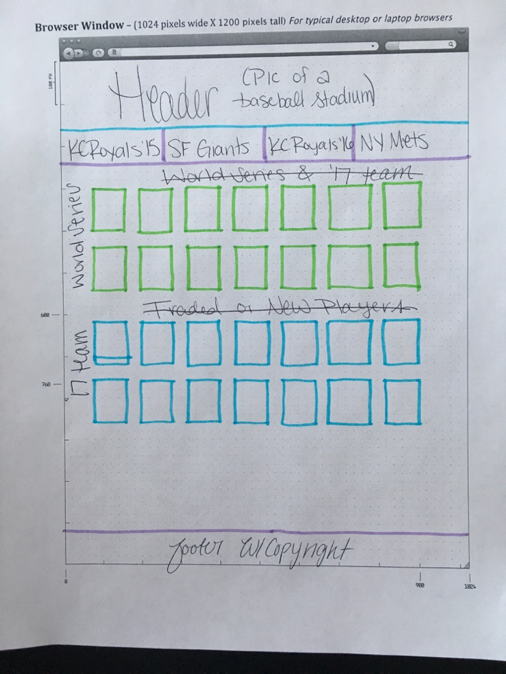 Browser Window – (1024 pixels wide X 1200 pixels tall) For typical desktop or laptop browsers
100 PX
Header (Pic of a baseball stadium)
KC Royals '15 SF Giants KC Royals '16 NY Mets
World Series & '17 team
World Series
Traded or New Players
600
17 team
760
footer w/ Copyright
0 960 1024